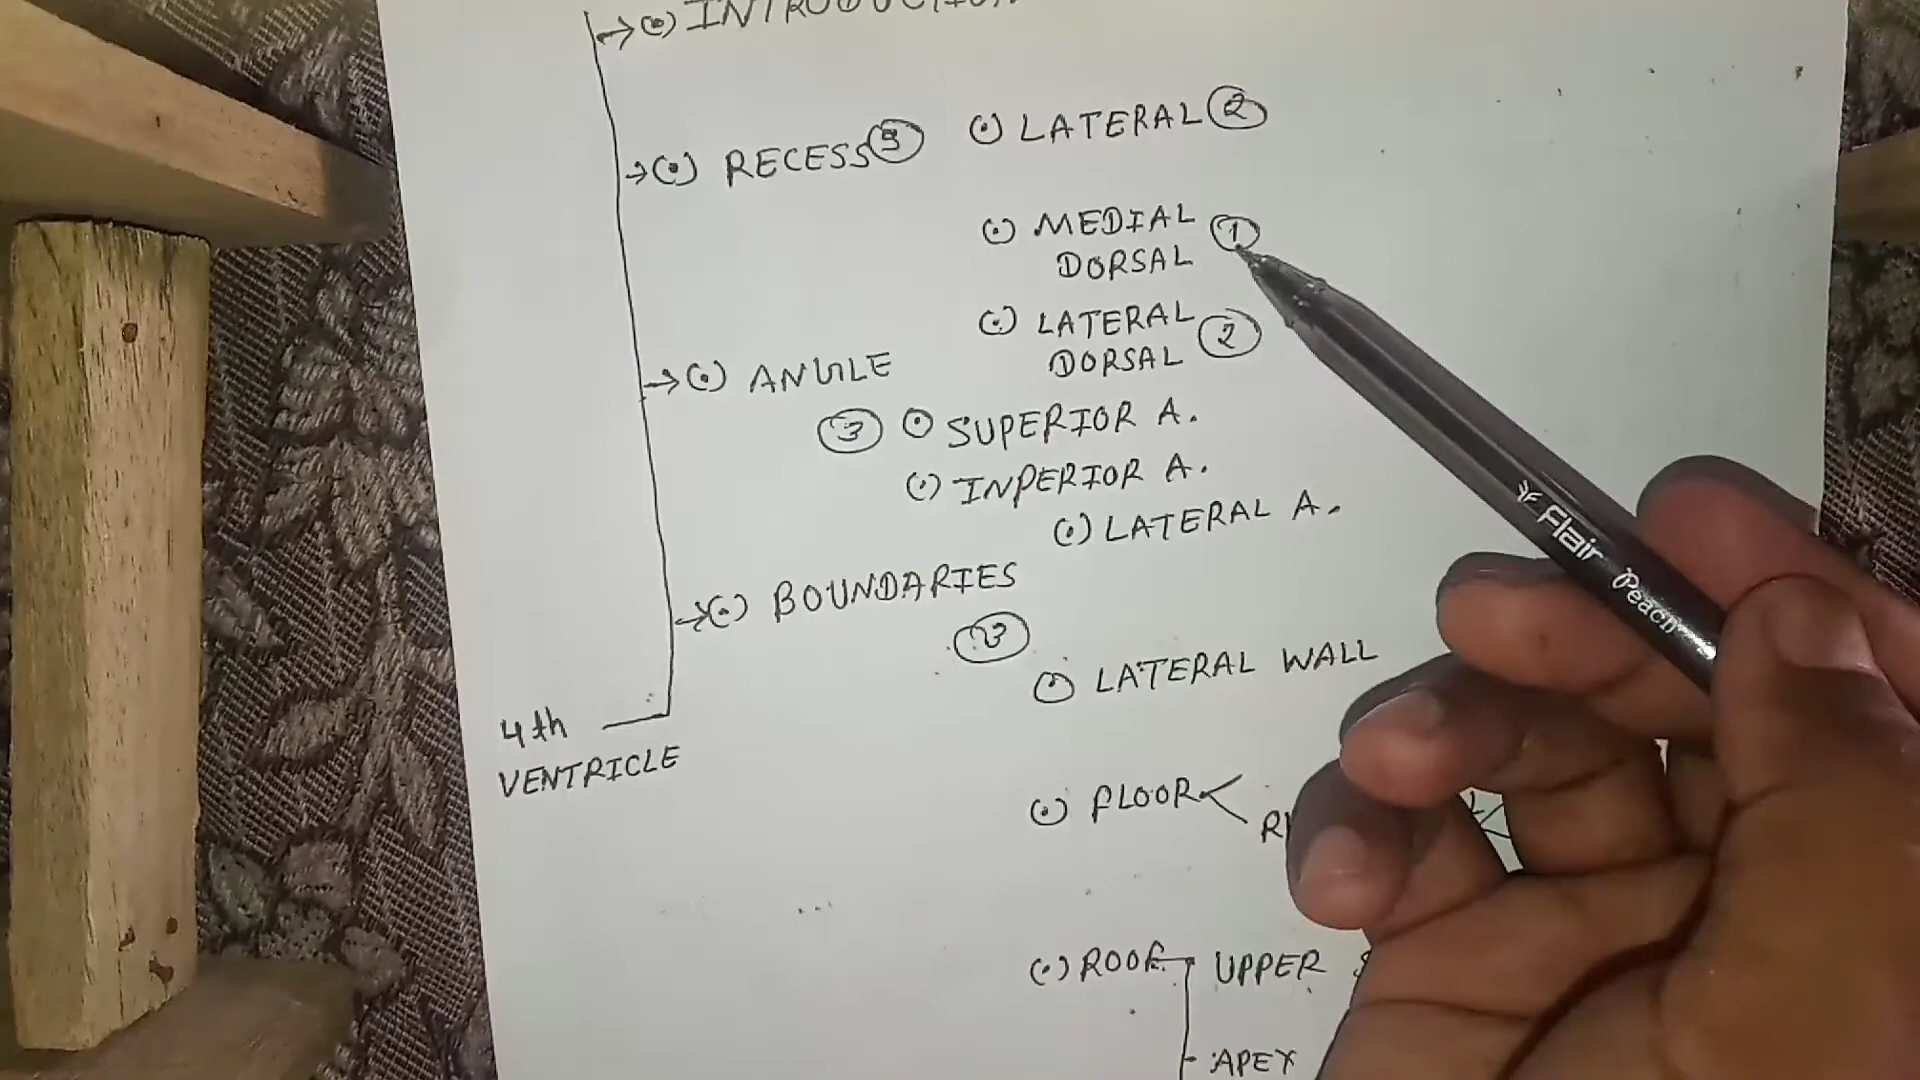 INTRODUCTION
RECESS 5
LATERAL 2
MEDIAL 1
DORSAL
LATERAL 2
DORSAL
ANGLE
3 SUPERIOR A.
INPERIOR A.
LATERAL A.
BOUNDARIES
3
LATERAL WALL
4th
VENTRICLE
FLOOR
ROOF UPPER
APEX
Flair Peach